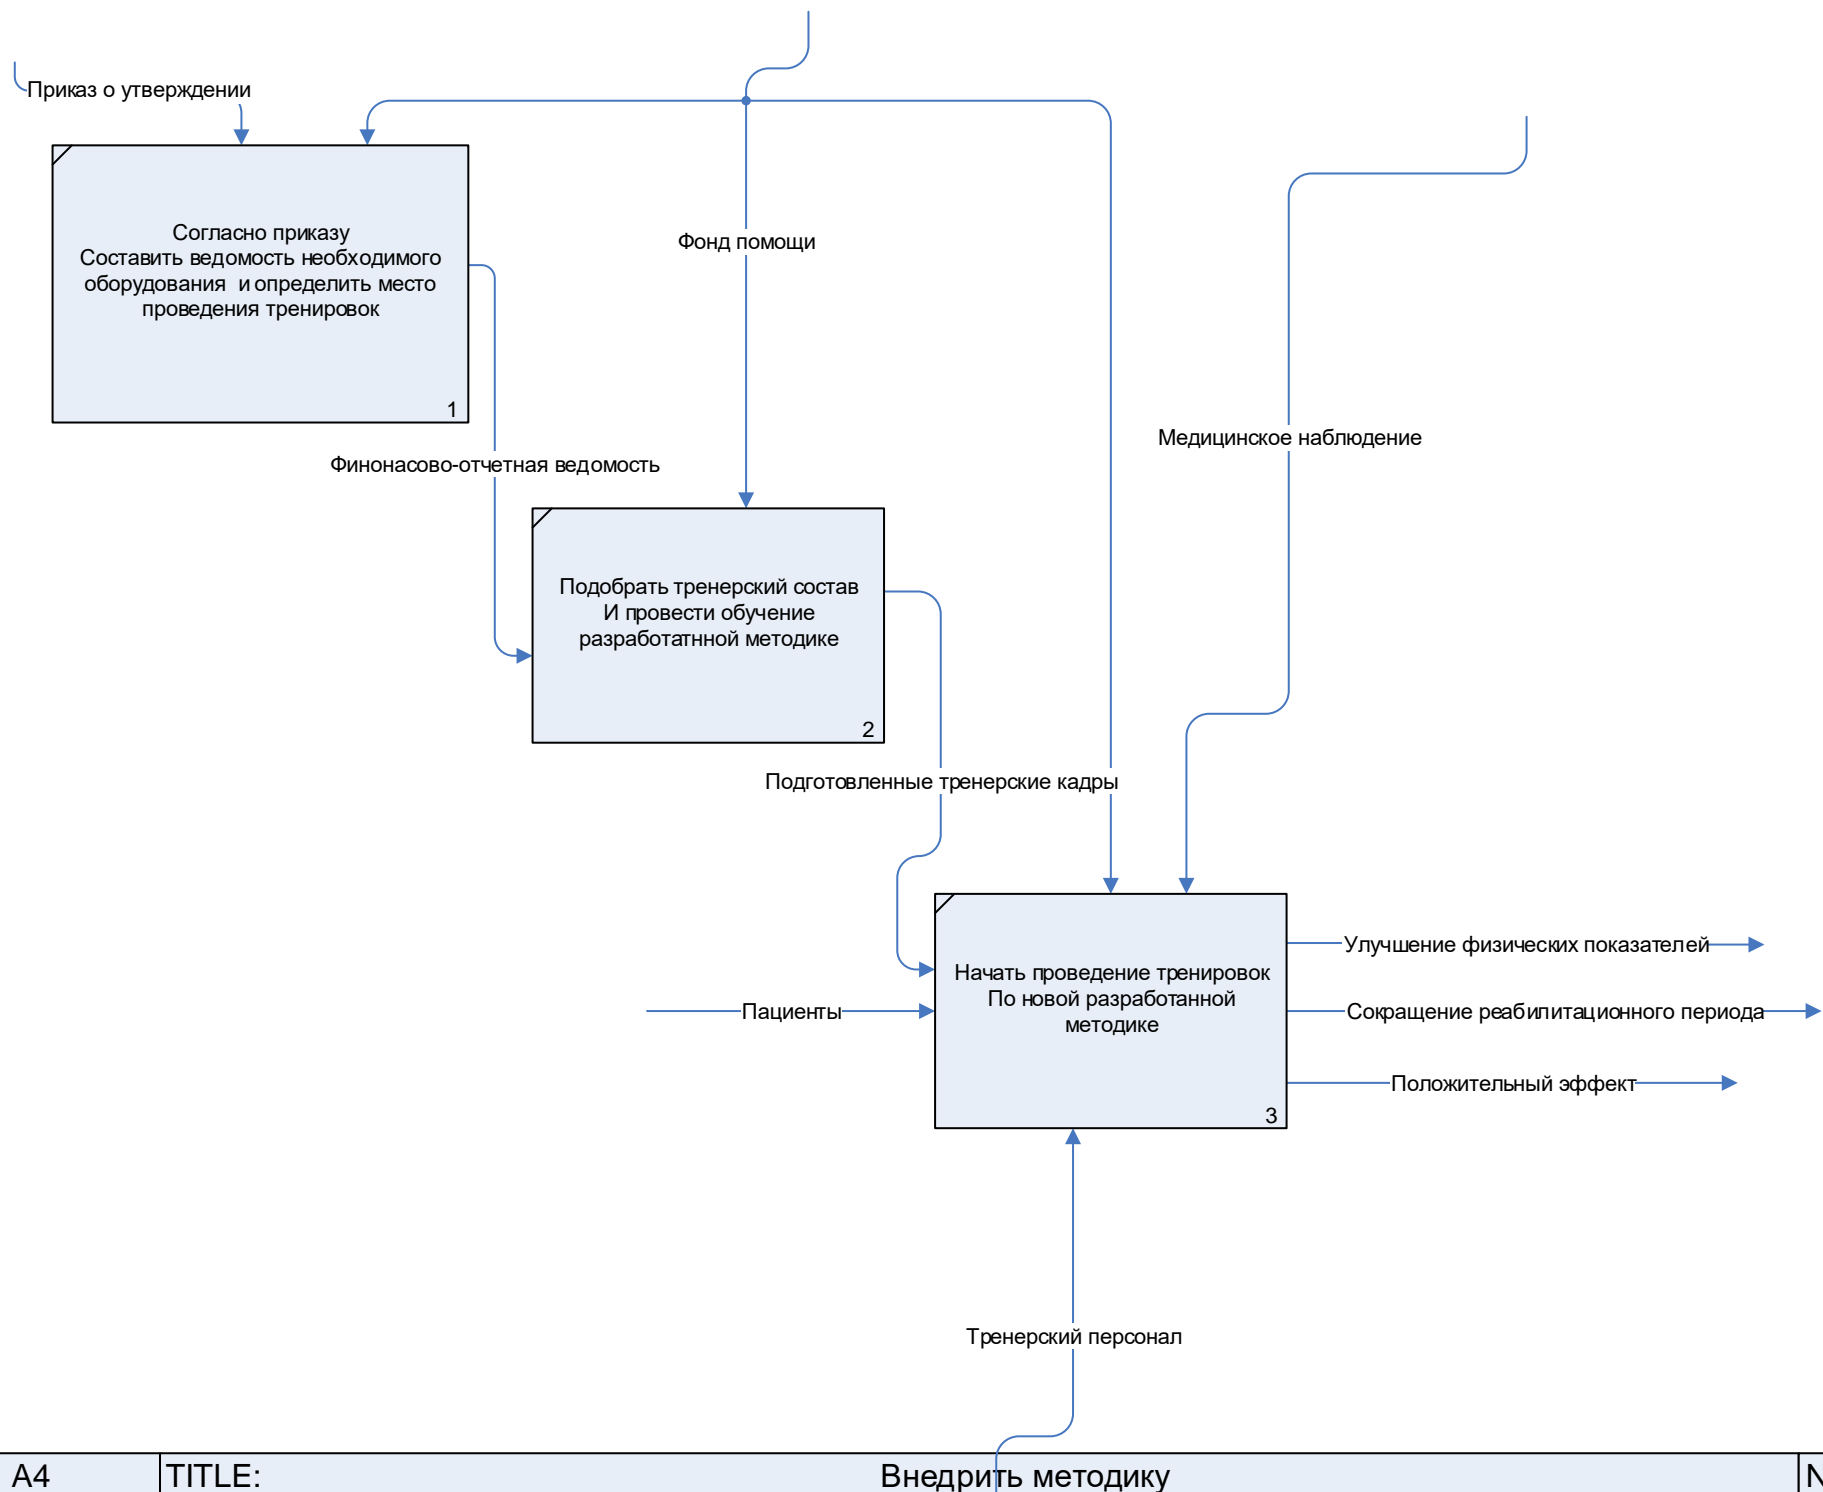 Приказ о утверждении
Согласно приказу
Составить ведомость необходимого
оборудования и определить место
проведения тренировок
1
Фонд помощи
Медицинское наблюдение
Финонасово-отчетная ведомость
Подобрать тренерский состав
И провести обучение
разработатнной методике
2
Подготовленные тренерские кадры
Начать проведение тренировок
По новой разработанной
методике
3
Пациенты
Улучшение физических показателей
Сокращение реабилитационного периода
Положительный эффект
Тренерский персонал
A4
TITLE:
Внедрить методику
N